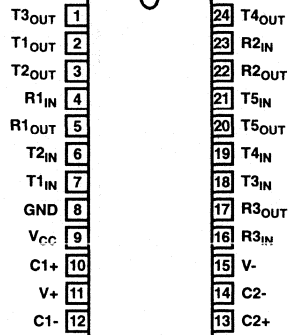 T3OUT 1 24 T4OUT
T1OUT 2 23 R2IN
T2OUT 3 22 R2OUT
R1IN 4 21 T5IN
R1OUT 5 20 T5OUT
T2IN 6 19 T4IN
T1IN 7 18 T3IN
GND 8 17 R3OUT
VCC 9 16 R3IN
C1+ 10 15 V-
V+ 11 14 C2-
C1- 12 13 C2+